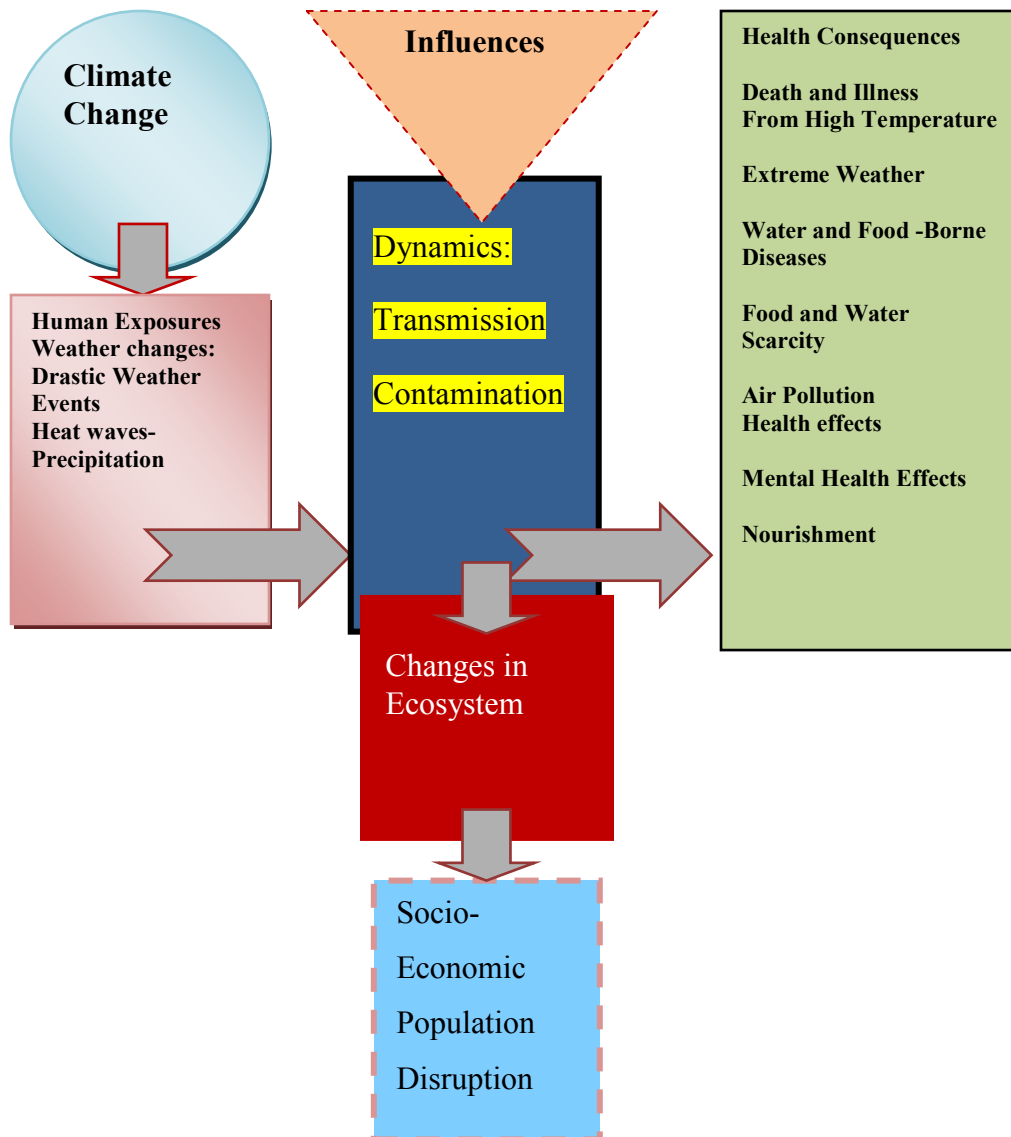 Climate
Change
Influences
Human Exposures
Weather changes:
Drastic Weather
Events
Heat waves-
Precipitation
Dynamics:
Transmission
Contamination
Changes in
Ecosystem
Socio-
Economic
Population
Disruption
Health Consequences
Death and Illness
From High Temperature
Extreme Weather
Water and Food -Borne
Diseases
Food and Water
Scarcity
Air Pollution
Health effects
Mental Health Effects
Nourishment